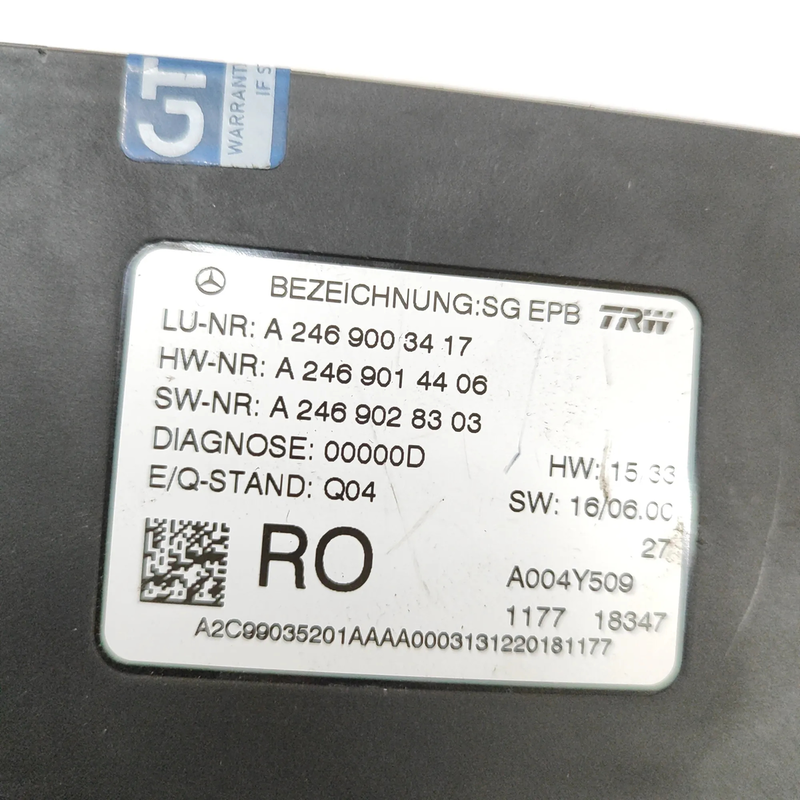 GT
WARRANT
IF S
BEZEICHNUNG:SG EPB TRW
LU-NR: A 246 900 34 17
HW-NR: A 246 901 44 06
SW-NR: A 246 902 83 03
DIAGNOSE: 00000D
HW: 15 33
E/Q-STAND: Q04
SW: 16/06.00
27
RO
A004Y509
1177 18347
A2C99035201AAAA0003131220181177